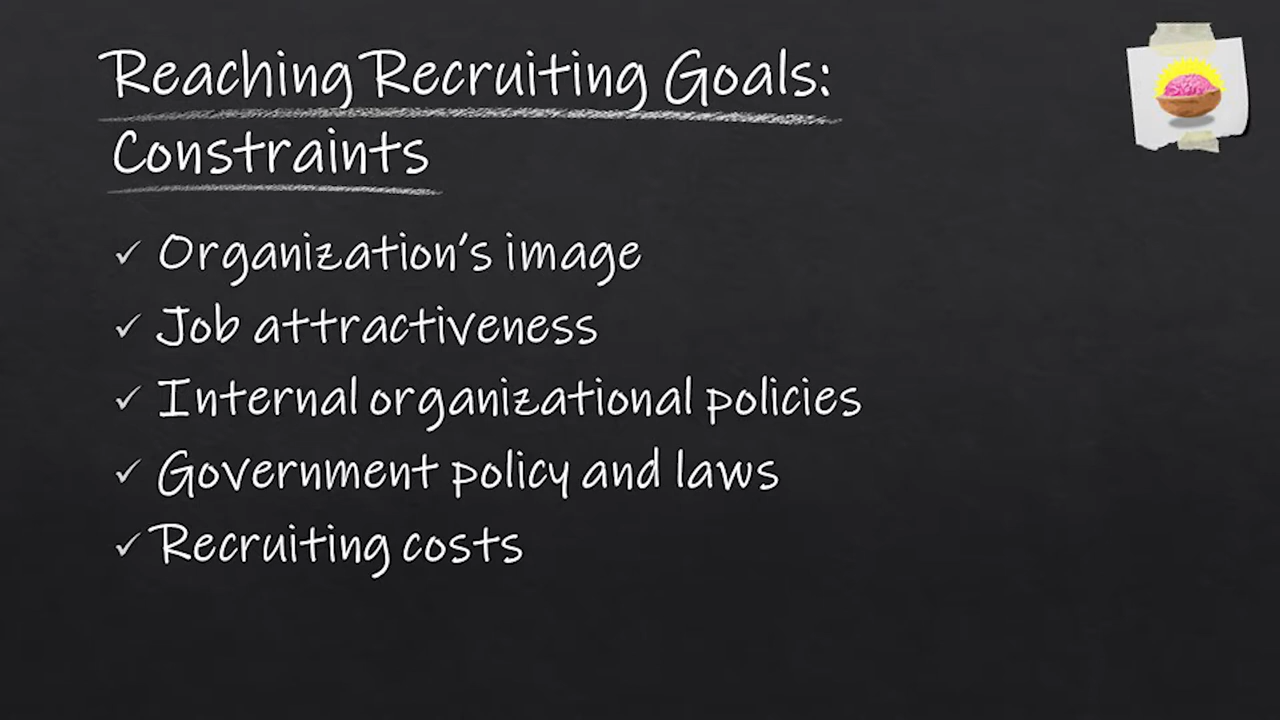 Reaching Recruiting Goals:
Constraints
✓ Organization's image
✓ Job attractiveness
✓ Internal organizational policies
✓ Government policy and laws
✓ Recruiting costs